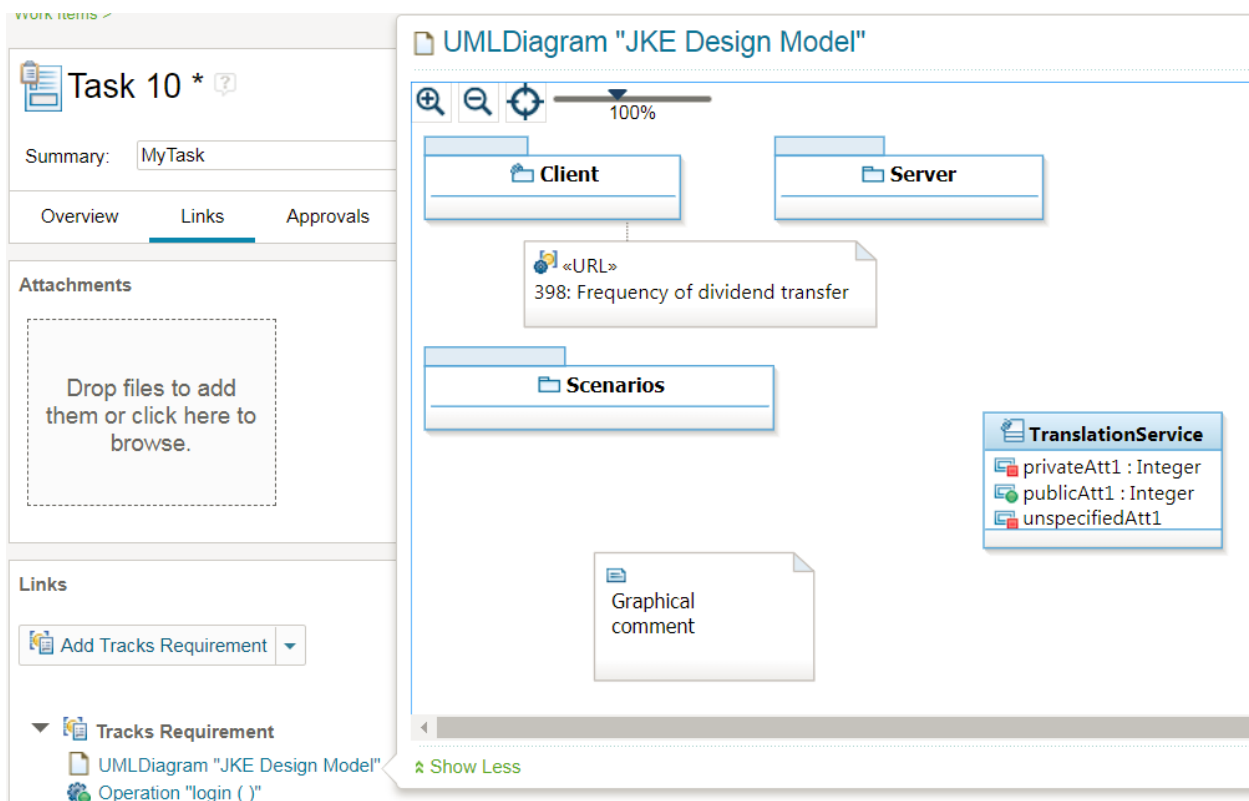 Work Items >
Task 10 * ?
Summary:
MyTask
Overview
Links
Approvals
Attachments
Drop files to add
them or click here to
browse.
Links
Add Tracks Requirement
Tracks Requirement
UMLDiagram "JKE Design Model"
Operation "login ( )"
UMLDiagram "JKE Design Model"
100%
Client
Server
«URL»
398: Frequency of dividend transfer
Scenarios
TranslationService
privateAtt1 : Integer
publicAtt1 : Integer
unspecifiedAtt1
Graphical
comment
Show Less